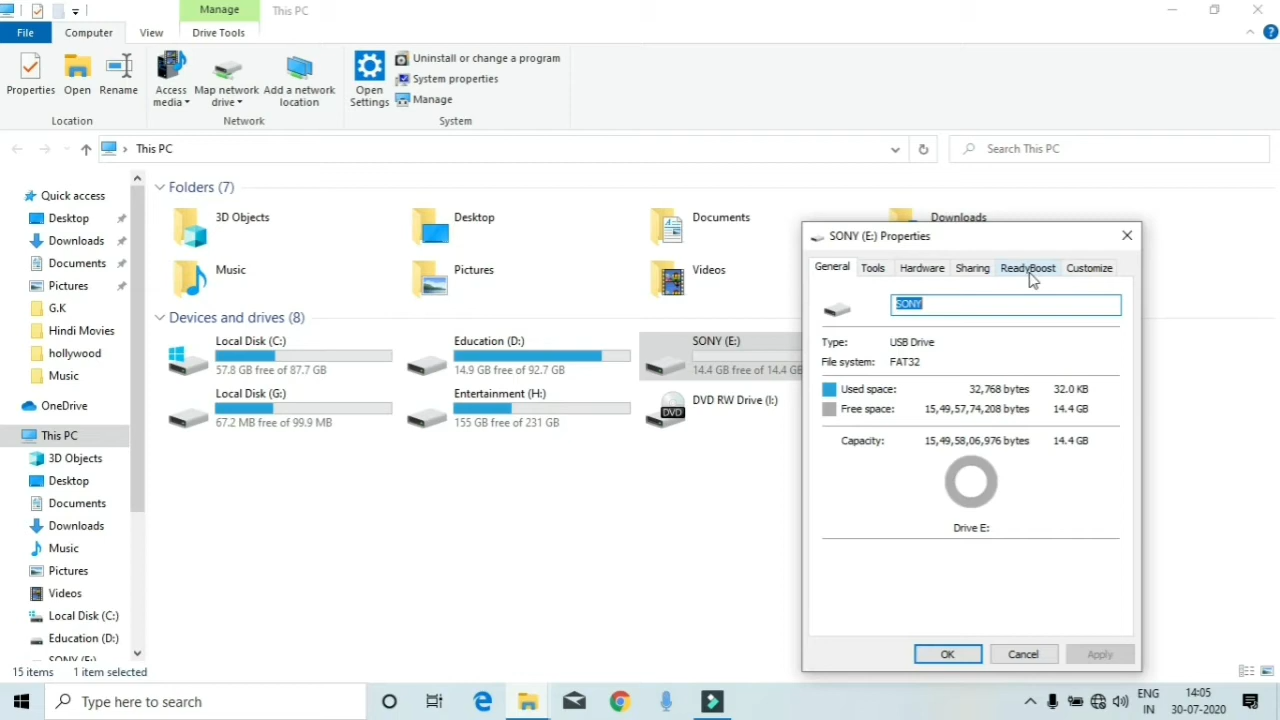 Manage
This PC
File
Computer
View
Drive Tools
Properties
Open
Rename
Access media
Map network drive
Add a network location
Open Settings
Uninstall or change a program
System properties
Manage
Location
Network
System
This PC
Search This PC
Quick access
Desktop
Downloads
Documents
Pictures
G.K
Hindi Movies
hollywood
Music
OneDrive
This PC
3D Objects
Desktop
Documents
Downloads
Music
Pictures
Videos
Local Disk (C:)
Education (D:)
SONY (E:)
Folders (7)
3D Objects
Desktop
Documents
Downloads
Music
Pictures
Videos
Devices and drives (8)
Local Disk (C:)
57.8 GB free of 87.7 GB
Education (D:)
14.9 GB free of 92.7 GB
SONY (E:)
14.4 GB free of 14.4 GB
Local Disk (G:)
67.2 MB free of 99.9 MB
Entertainment (H:)
155 GB free of 231 GB
DVD
DVD RW Drive (I:)
SONY (E:) Properties
General
Tools
Hardware
Sharing
ReadyBoost
Customize
SONY
Type: USB Drive
File system: FAT32
Used space: 32,768 bytes 32.0 KB
Free space: 15,49,57,74,208 bytes 14.4 GB
Capacity: 15,49,58,06,976 bytes 14.4 GB
Drive E:
OK
Cancel
Apply
15 items
1 item selected
Type here to search
ENG
IN
14:05
30-07-2020